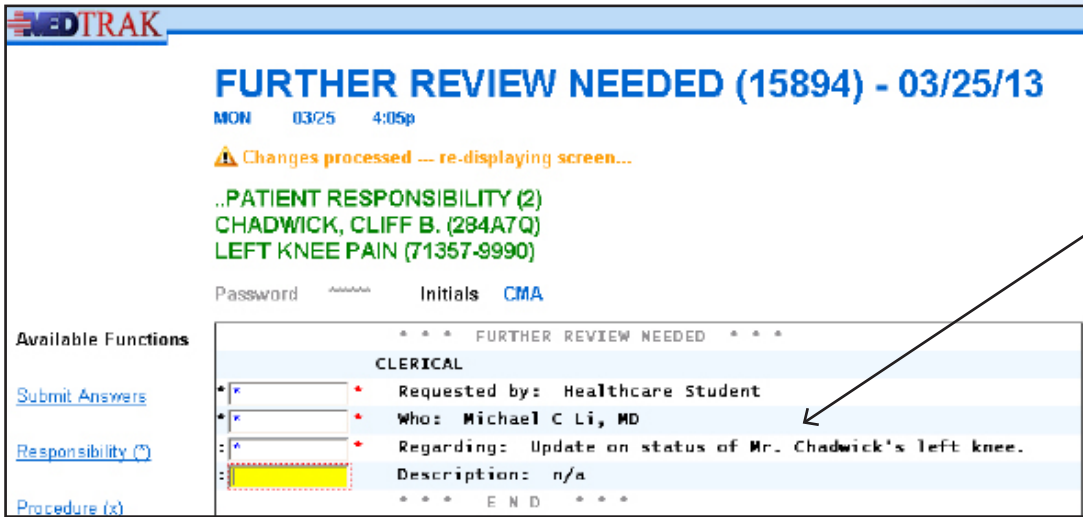 MEDTRAK
FURTHER REVIEW NEEDED (15894) - 03/25/13
MON 03/25 4:05p
Changes processed --- re-displaying screen...
..PATIENT RESPONSIBILITY (2)
CHADWICK, CLIFF B. (284A7Q)
LEFT KNEE PAIN (71357-9990)
Password ^^^^^^ Initials CMA
Available Functions
* * * FURTHER REVIEW NEEDED * * *
CLERICAL
Submit Answers
* * * Requested by: Healthcare Student
* * * Who: Michael C Li, MD
Responsibility (*)
: * * Regarding: Update on status of Mr. Chadwick's left knee.
: Description: n/a
Procedure (x)
* * * E N D * * *